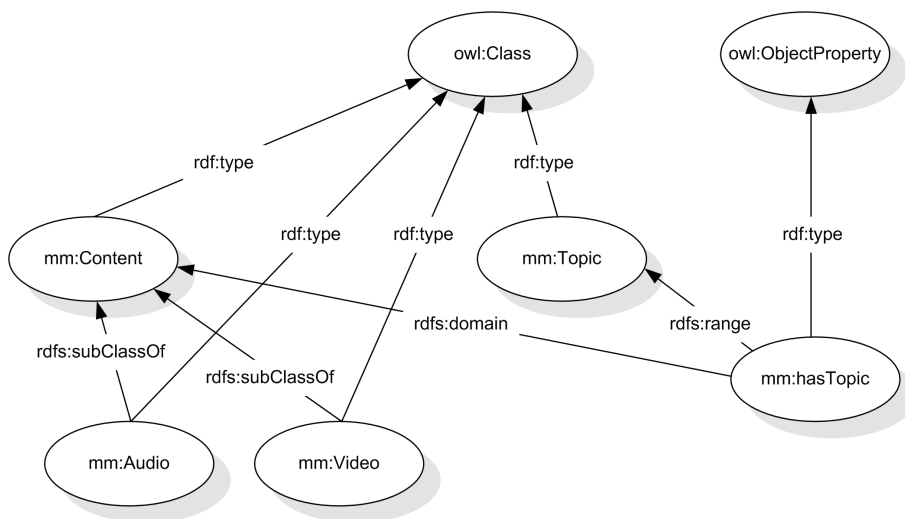 owl:Class
owl:ObjectProperty
rdf:type
rdf:type
rdf:type
rdf:type
rdf:type
mm:Content
mm:Topic
rdfs:domain
rdfs:range
rdfs:subClassOf
rdfs:subClassOf
mm:hasTopic
mm:Audio
mm:Video